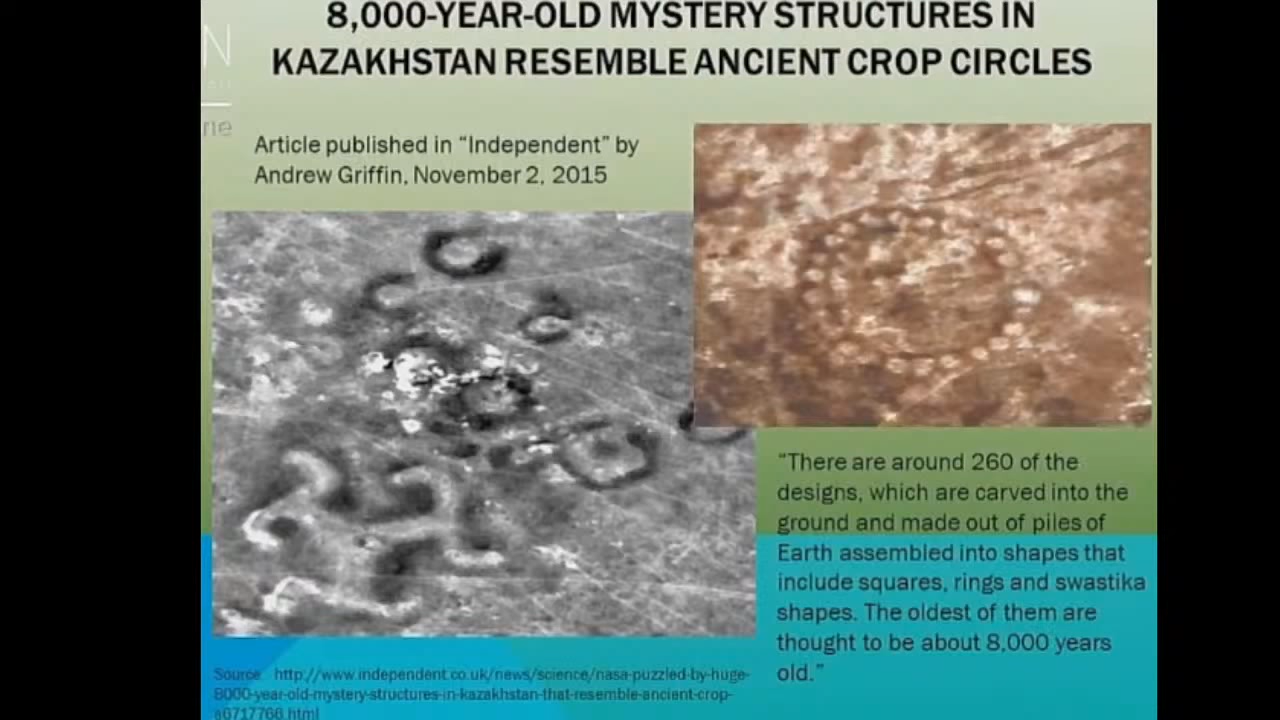 8,000-YEAR-OLD MYSTERY STRUCTURES IN
KAZAKHSTAN RESEMBLE ANCIENT CROP CIRCLES
Article published in “Independent” by
Andrew Griffin, November 2, 2015
“There are around 260 of the
designs, which are carved into the
ground and made out of piles of
Earth assembled into shapes that
include squares, rings and swastika
shapes. The oldest of them are
thought to be about 8,000 years
old.”
Source: http://www.independent.co.uk/news/science/nasa-puzzled-by-huge-
8000-year-old-mystery-structures-in-kazakhstan-that-resemble-ancient-crop-
a6717766.html